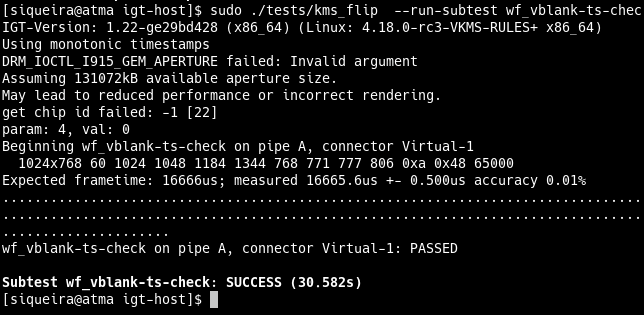 [siqueira@atma igt-host]$ sudo ./tests/kms_flip  --run-subtest wf_vblank-ts-chec
IGT-Version: 1.22-ge29bd428 (x86_64) (Linux: 4.18.0-rc3-VKMS-RULES+ x86_64)
Using monotonic timestamps
DRM_IOCTL_I915_GEM_APERTURE failed: Invalid argument
Assuming 131072kB available aperture size.
May lead to reduced performance or incorrect rendering.
get chip id failed: -1 [22]
param: 4, val: 0
Beginning wf_vblank-ts-check on pipe A, connector Virtual-1
  1024x768 60 1024 1048 1184 1344 768 771 777 806 0xa 0x48 65000
Expected frametime: 16666us; measured 16665.6us +- 0.500us accuracy 0.01%
................................................................................
................................................................................
.....................
wf_vblank-ts-check on pipe A, connector Virtual-1: PASSED
Subtest wf_vblank-ts-check: SUCCESS (30.582s)
[siqueira@atma igt-host]$